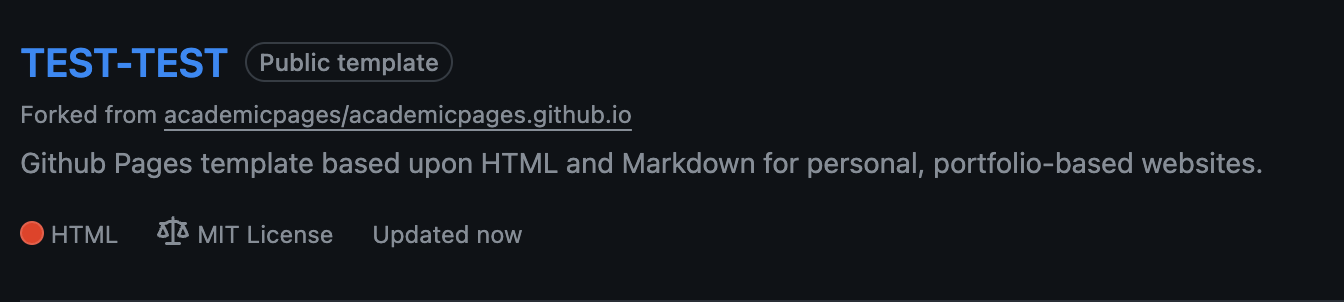 TEST-TEST Public template
Forked from academicpages/academicpages.github.io
Github Pages template based upon HTML and Markdown for personal, portfolio-based websites.
HTML MIT License Updated now